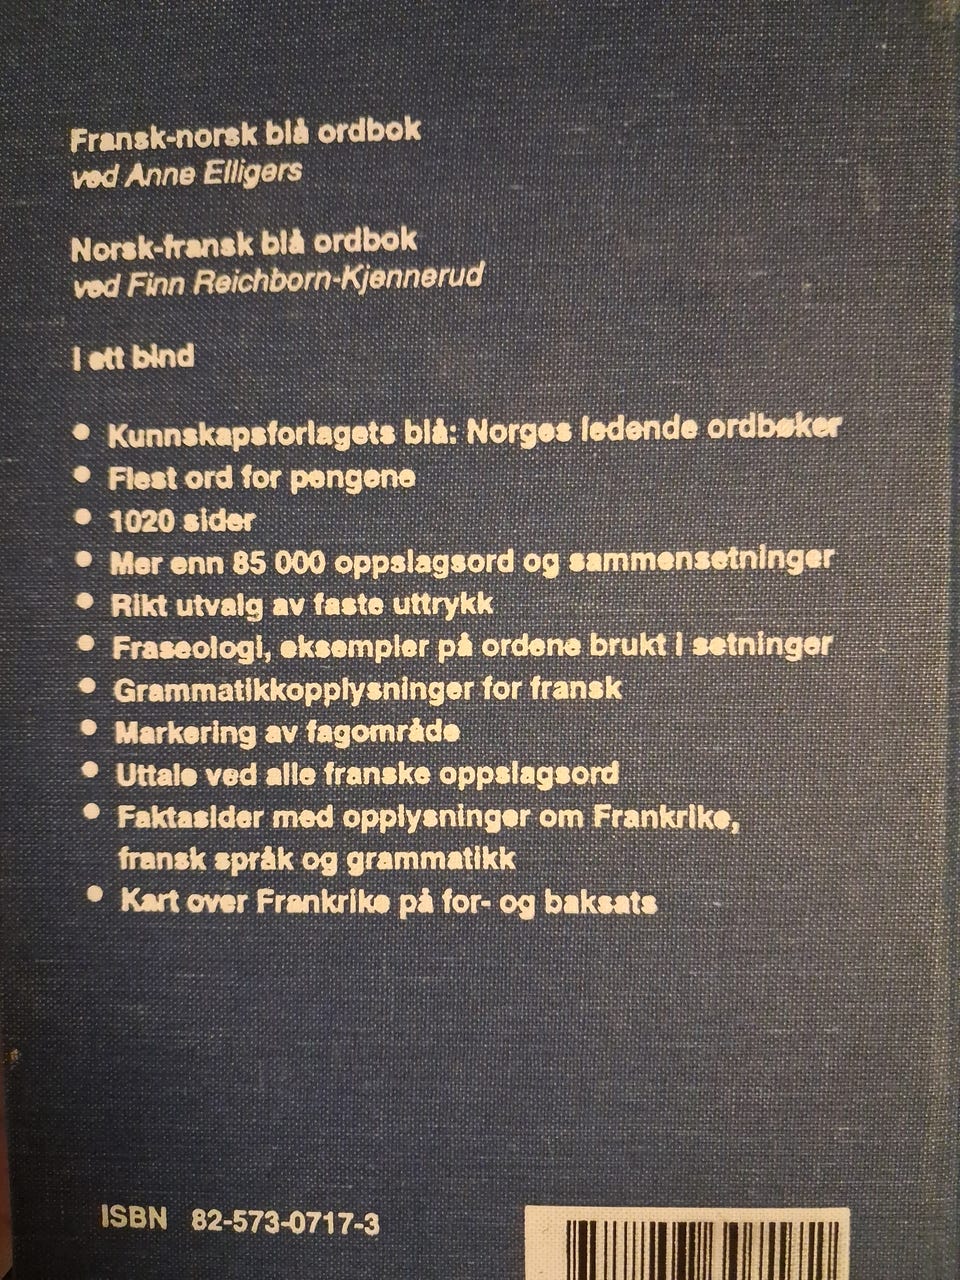 Fransk-norsk blå ordbok
ved Anne Elligers
Norsk-fransk blå ordbok
ved Finn Reichborn-Kjennerud
I ett bind
• Kunnskapsforlagets blå: Norges ledende ordbøker
• Flest ord for pengene
• 1020 sider
• Mer enn 85 000 oppslagsord og sammensetninger
• Rikt utvalg av faste uttrykk
• Fraseologi, eksempler på ordene brukt i setninger
• Grammatikkopplysninger for fransk
• Markering av fagområde
• Uttale ved alle franske oppslagsord
• Faktasider med opplysninger om Frankrike,
fransk språk og grammatikk
• Kart over Frankrike på for- og baksats
ISBN 82-573-0717-3